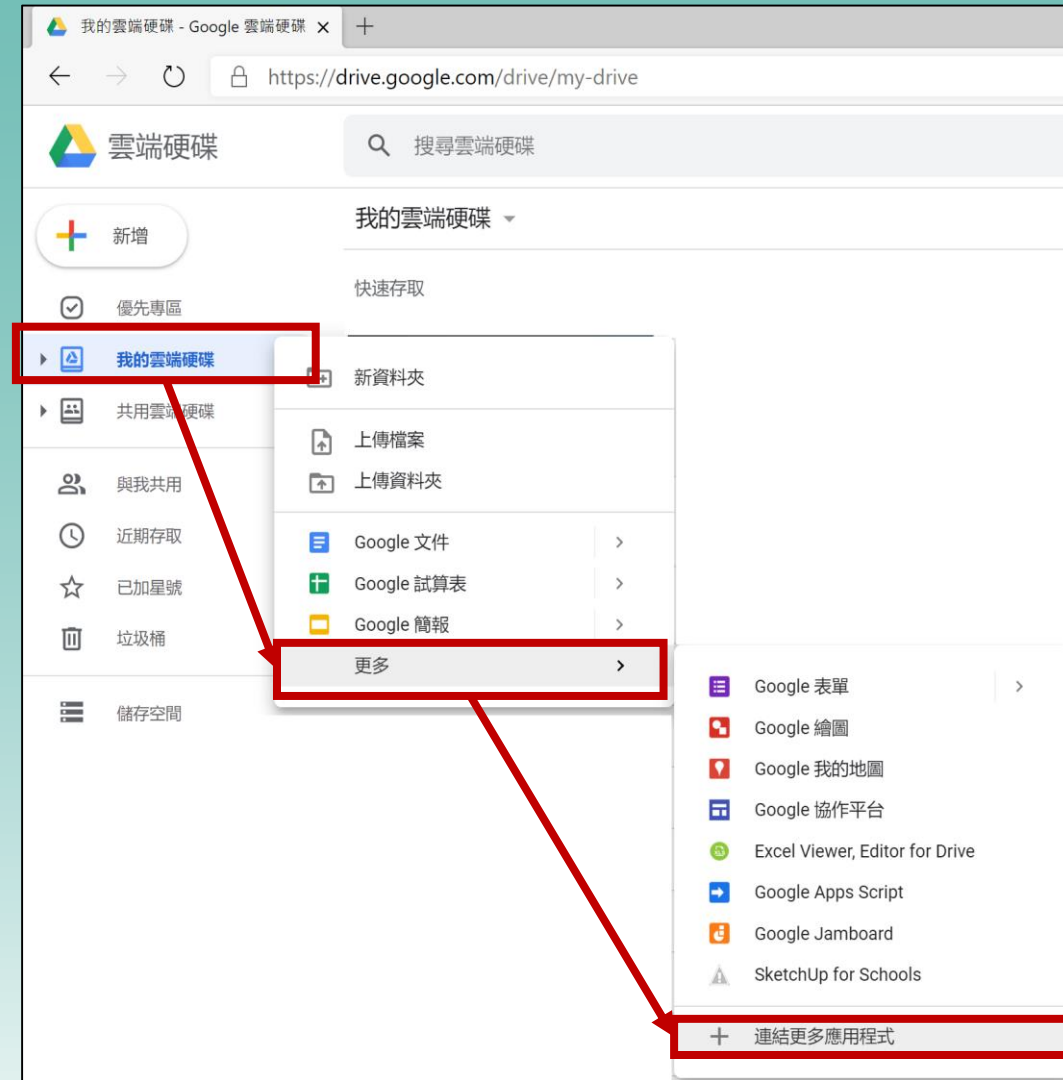 我的雲端硬碟 - Google 雲端硬碟
https://drive.google.com/drive/my-drive
雲端硬碟
搜尋雲端硬碟
新增
我的雲端硬碟
快速存取
優先專區
我的雲端硬碟
共用雲端硬碟
與我共用
近期存取
已加星號
垃圾桶
儲存空間
新資料夾
上傳檔案
上傳資料夾
Google 文件
Google 試算表
Google 簡報
更多
Google 表單
Google 繪圖
Google 我的地圖
Google 協作平台
Excel Viewer, Editor for Drive
Google Apps Script
Google Jamboard
SketchUp for Schools
連結更多應用程式